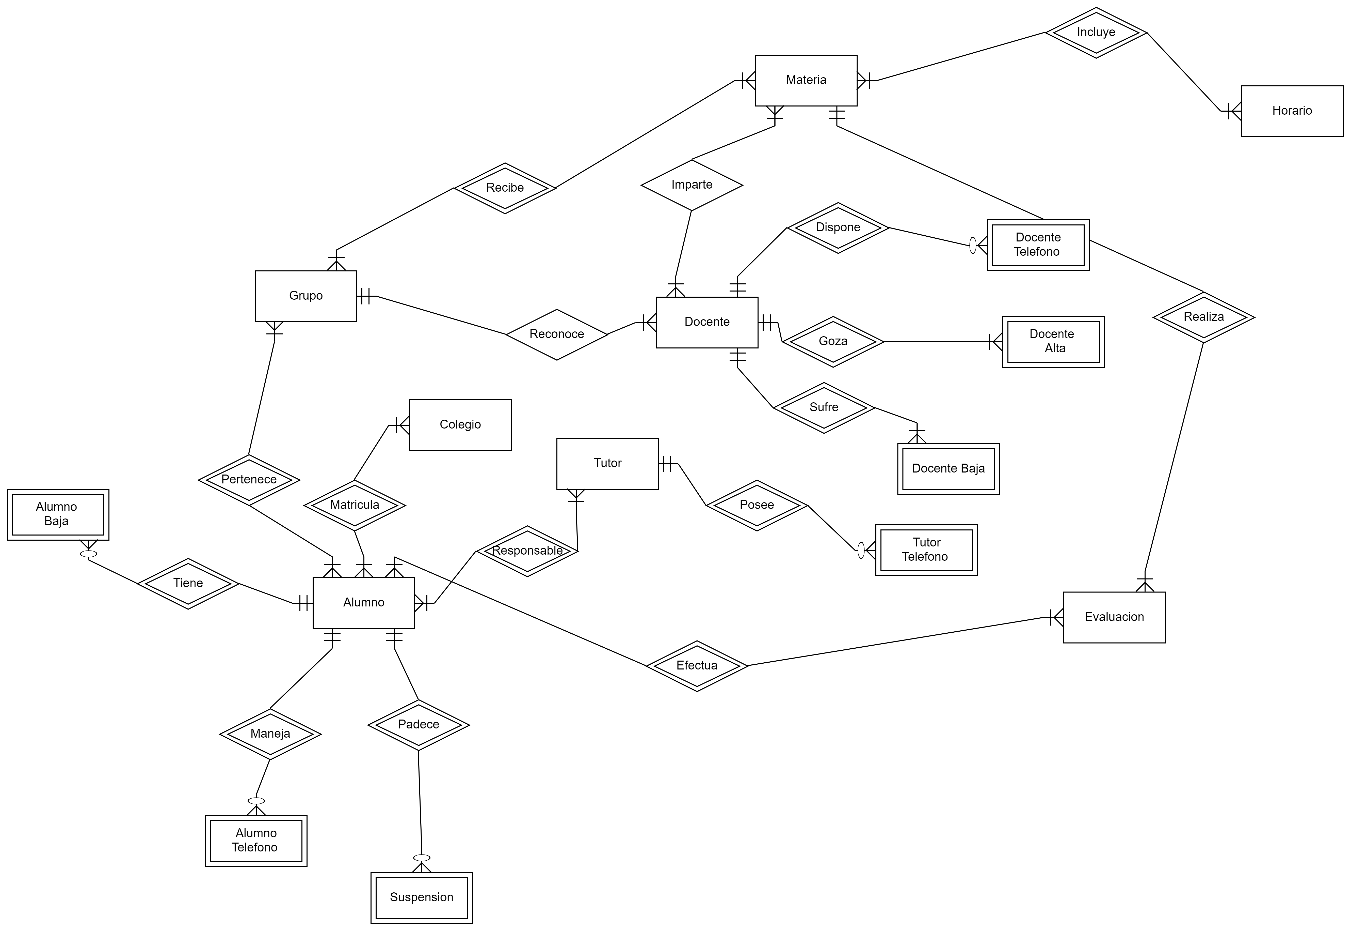 Incluye
Materia
Horario
Recibe
Imparte
Dispone
Docente
Telefono
Grupo
Docente
Realiza
Reconoce
Goza
Docente
Alta
Sufre
Colegio
Tutor
Docente Baja
Pertenece
Matricula
Posee
Alumno
Baja
Responsable
Tutor
Telefono
Tiene
Alumno
Evaluacion
Efectua
Maneja
Padece
Alumno
Telefono
Suspension